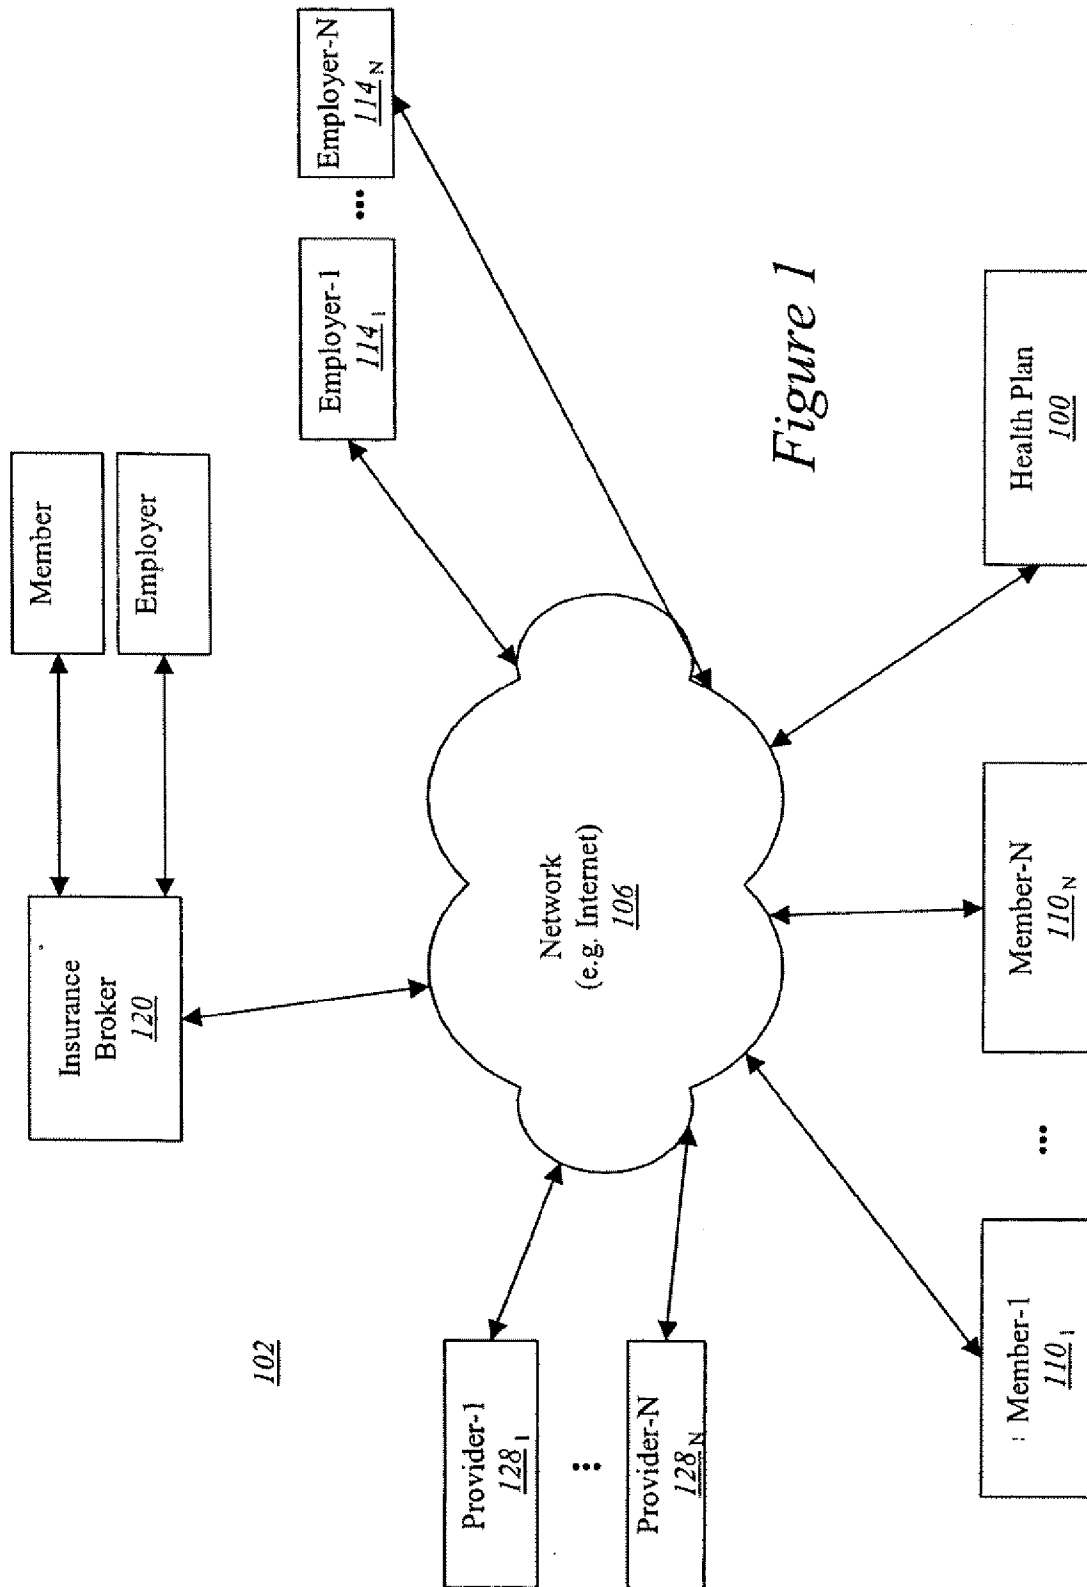 102
Insurance
Broker
120
Member
Employer
Provider-1
128 1
Provider-N
128 N
Network
(e.g. Internet)
106
Employer-1
114 1
...
Employer-N
114 N
Member-1
110 1
...
Member-N
110 N
Health Plan
100
Figure 1